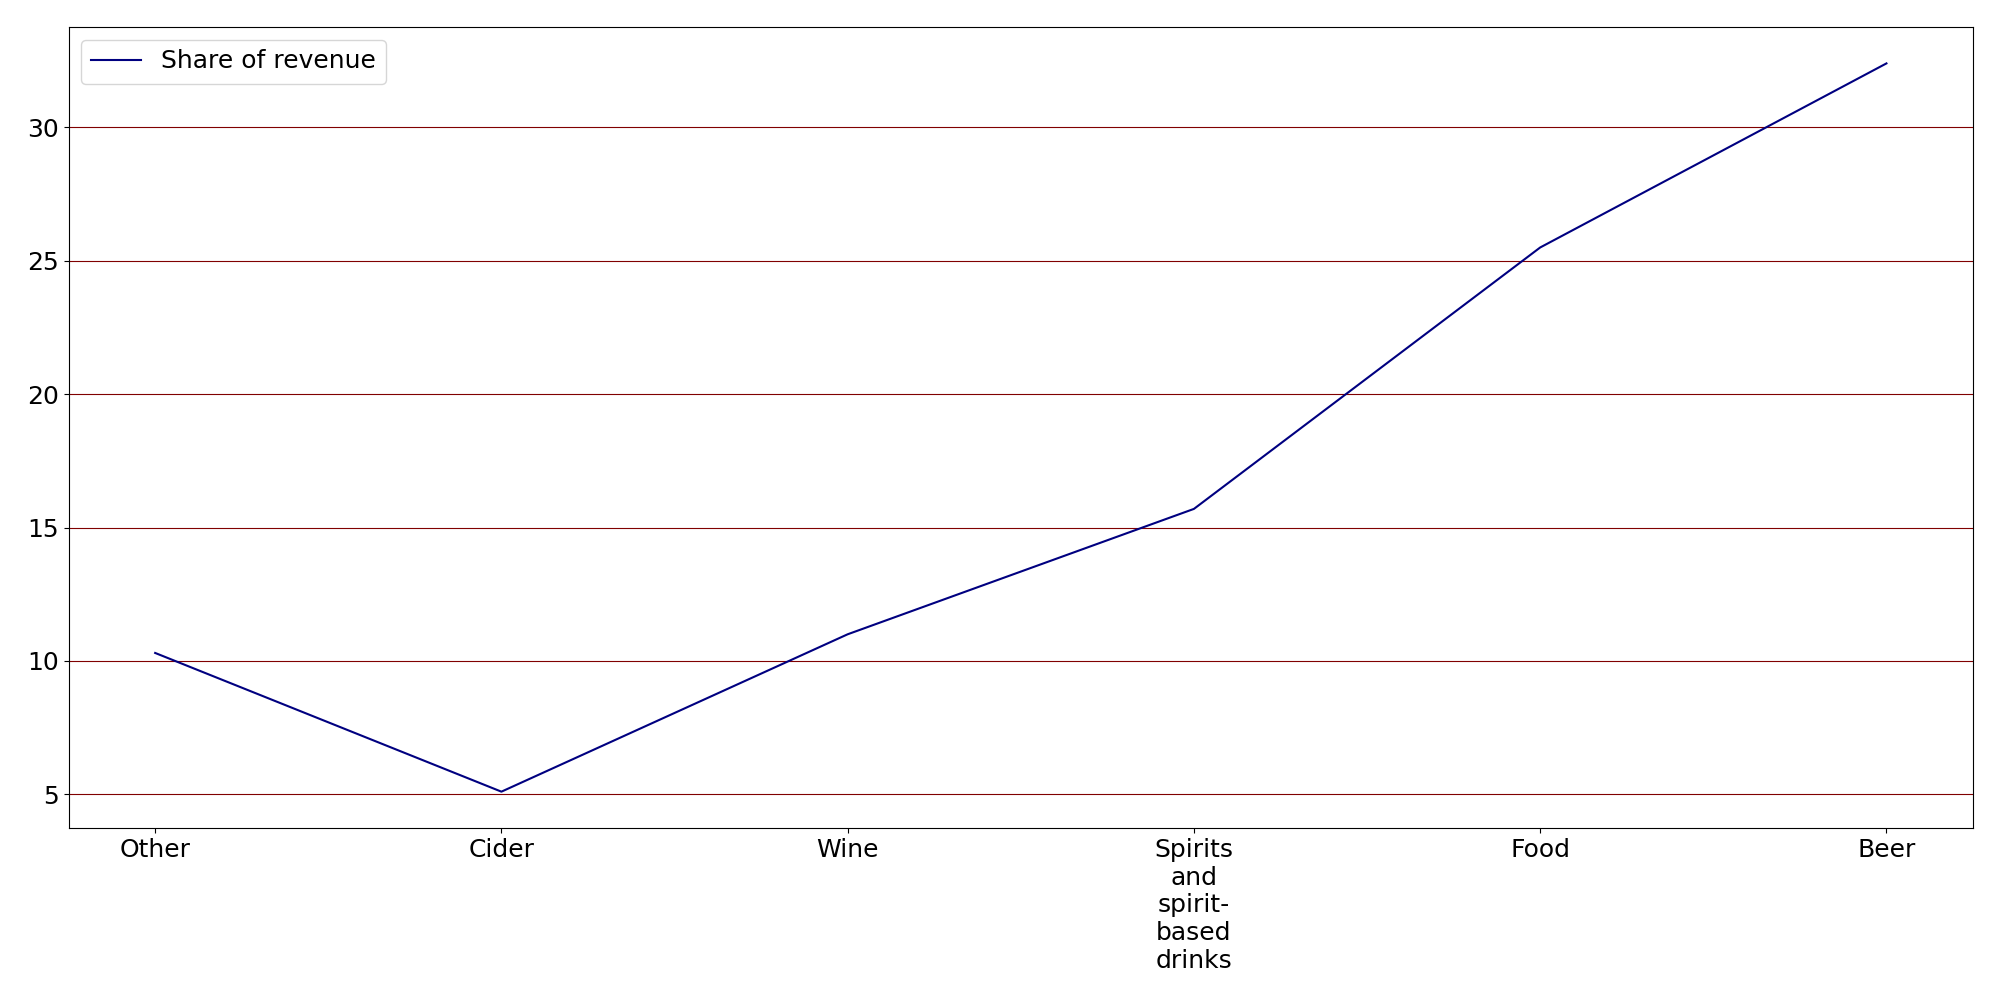 Share of revenue
30
25
20
15
10
5
Other
Cider
Wine
Spirits
and
spirit-
based
drinks
Food
Beer